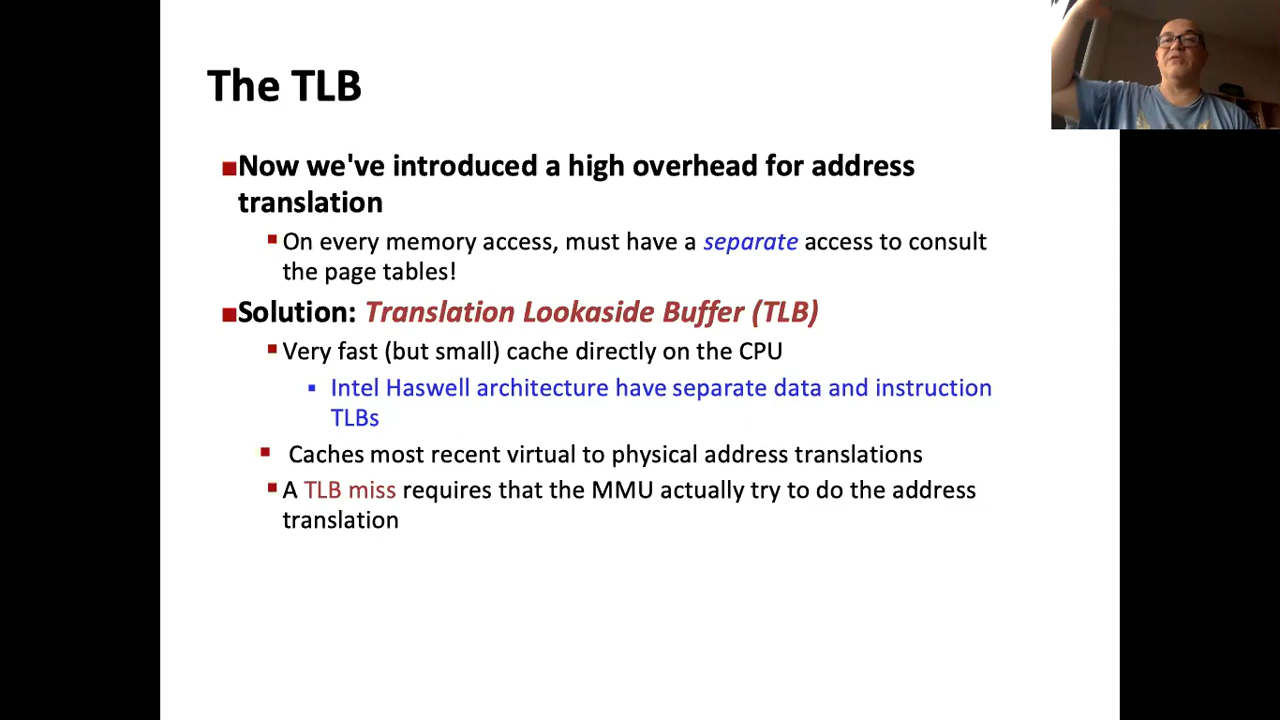 The TLB
Now we've introduced a high overhead for address
translation
On every memory access, must have a separate access to consult
the page tables!
Solution: Translation Lookaside Buffer (TLB)
Very fast (but small) cache directly on the CPU
Intel Haswell architecture have separate data and instruction
TLBs
Caches most recent virtual to physical address translations
A TLB miss requires that the MMU actually try to do the address
translation